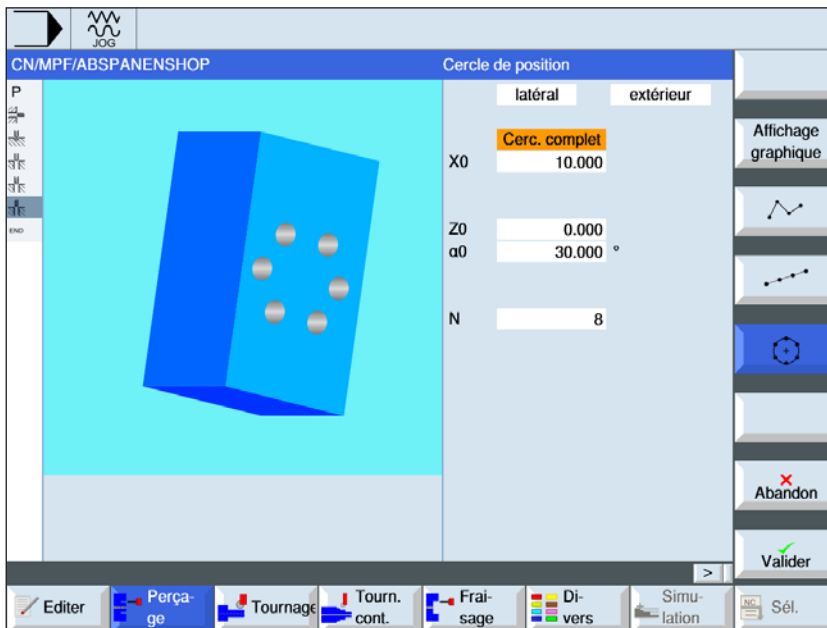 JOG
CN/MPF/ABSPANENSHOP
Cercle de position
P
END
latéral
extérieur
Cerc. complet
X0 10.000
Z0 0.000
α0 30.000 °
N 8
Affichage
graphique
Abandon
Valider
>
Editer
Perça-
ge
Tournage
Tourn.
cont.
Frai-
sage
Di-
vers
Simu-
lation
NC
Sél.